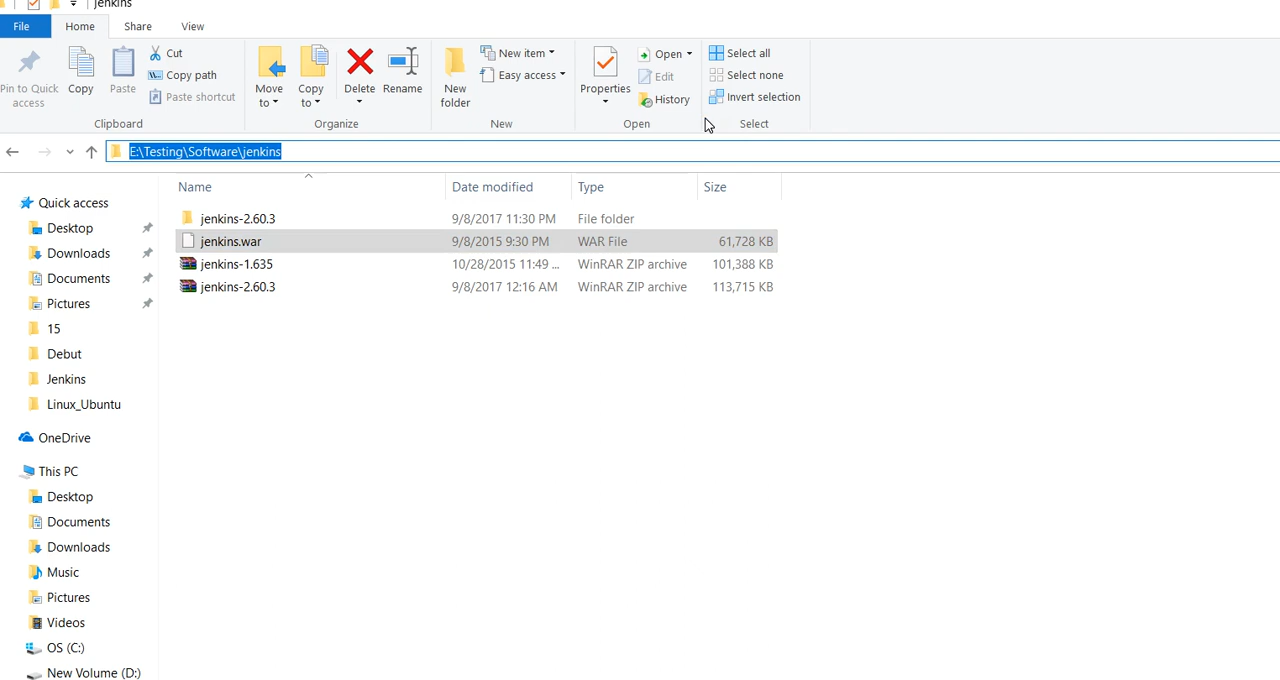 jenkins
File Home Share View
Pin to Quick access
Copy
Paste
Cut
Copy path
Paste shortcut
Clipboard
Move to
Copy to
Delete
Rename
Organize
New folder
New item
Easy access
New
Properties
Open
Edit
History
Open
Select all
Select none
Invert selection
Select
E:\Testing\Software\jenkins
Name Date modified Type Size
jenkins-2.60.3 9/8/2017 11:30 PM File folder
jenkins.war 9/8/2015 9:30 PM WAR File 61,728 KB
jenkins-1.635 10/28/2015 11:49 ... WinRAR ZIP archive 101,388 KB
jenkins-2.60.3 9/8/2017 12:16 AM WinRAR ZIP archive 113,715 KB
Quick access
Desktop
Downloads
Documents
Pictures
15
Debut
Jenkins
Linux_Ubuntu
OneDrive
This PC
Desktop
Documents
Downloads
Music
Pictures
Videos
OS (C:)
New Volume (D:)